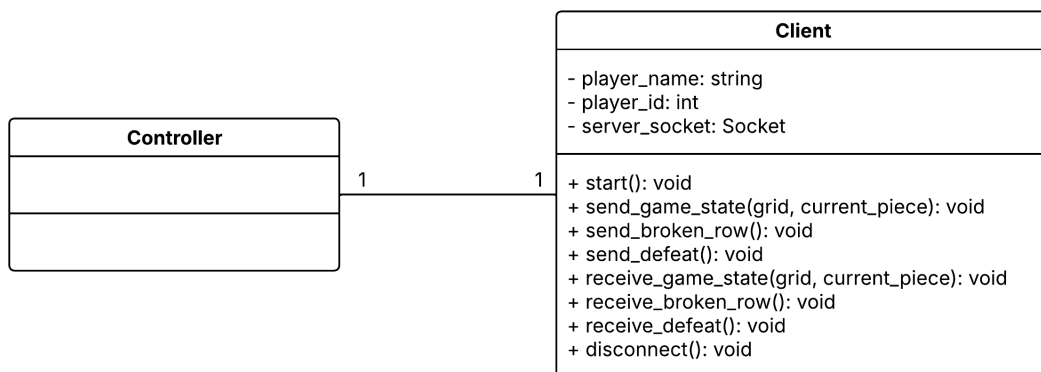 Controller
1
1
Client
- player_name: string
- player_id: int
- server_socket: Socket
+ start(): void
+ send_game_state(grid, current_piece): void
+ send_broken_row(): void
+ send_defeat(): void
+ receive_game_state(grid, current_piece): void
+ receive_broken_row(): void
+ receive_defeat(): void
+ disconnect(): void